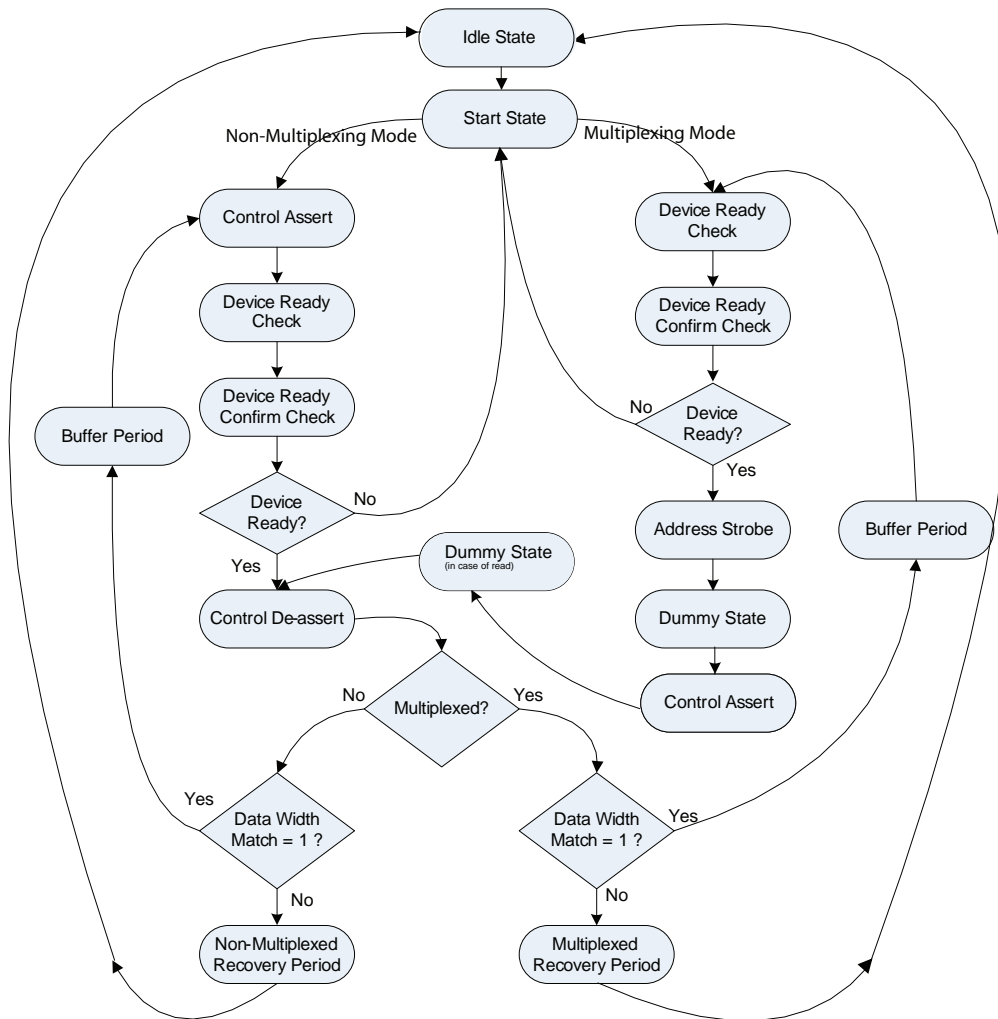 Idle State
Start State
Non-Multiplexing Mode
Multiplexing Mode
Control Assert
Device Ready
Check
Device Ready
Check
Device Ready
Confirm Check
Device Ready
Confirm Check
Buffer Period
Device
Ready?
No
Yes
Device
Ready?
No
Yes
Address Strobe
Buffer Period
Dummy State
(in case of read)
Control De-assert
Dummy State
Control Assert
Multiplexed?
No
Yes
Data Width
Match = 1 ?
Yes
No
Data Width
Match = 1 ?
Yes
No
Non-Multiplexed
Recovery Period
Multiplexed
Recovery Period